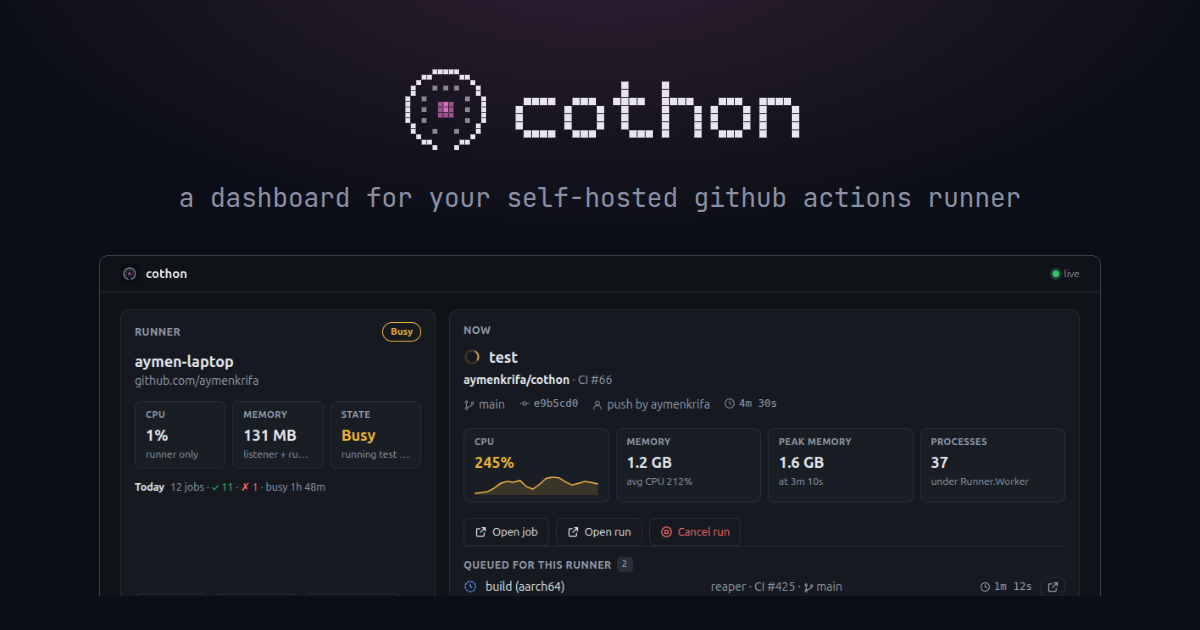 cothon
a dashboard for your self-hosted github actions runner
cothon
live
RUNNER
Busy
aymen-laptop
github.com/aymenkrifa
CPU
1%
runner only
MEMORY
131 MB
listener + ru...
STATE
Busy
running test ...
Today 12 jobs · ✓ 11 · ✗ 1 · busy 1h 48m
NOW
test
aymenkrifa/cothon · CI #66
main e9b5cd0 push by aymenkrifa 4m 30s
CPU
245%
MEMORY
1.2 GB
avg CPU 212%
PEAK MEMORY
1.6 GB
at 3m 10s
PROCESSES
37
under Runner.Worker
Open job
Open run
Cancel run
QUEUED FOR THIS RUNNER 2
build (aarch64) reaper · CI #425 · main 1m 12s